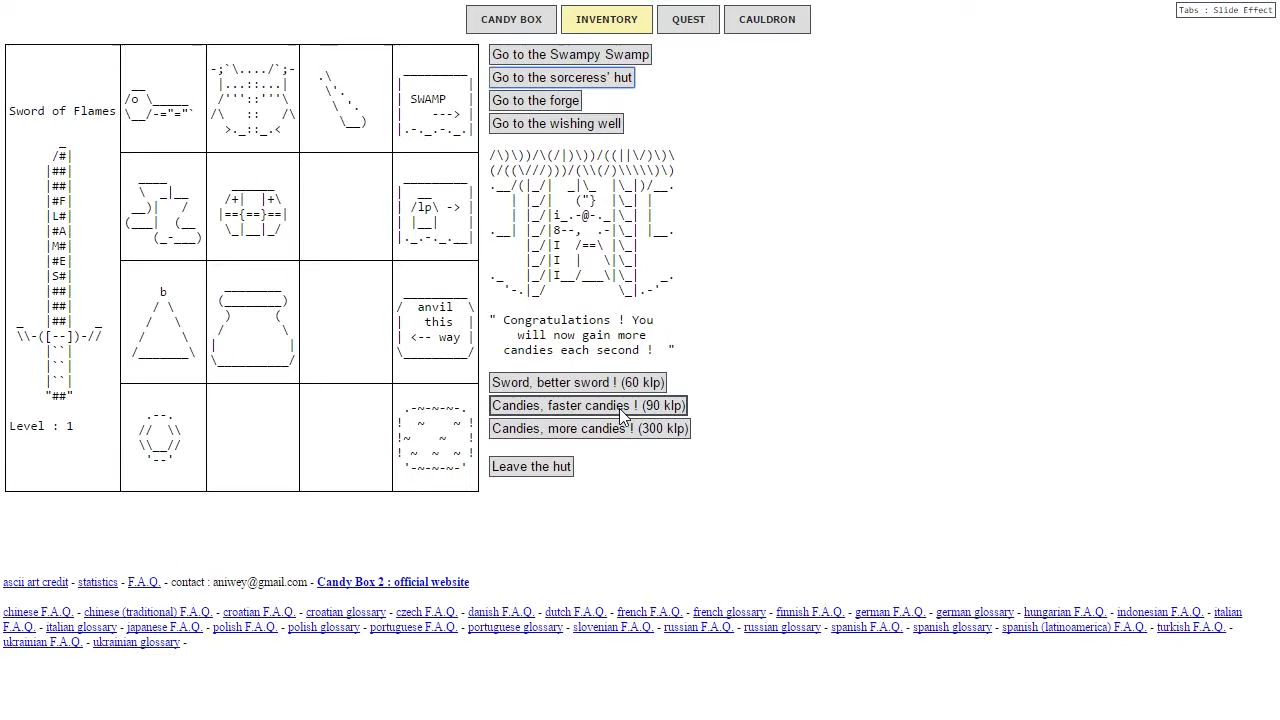 CANDY BOX
INVENTORY
QUEST
CAULDRON
Tabs : Slide Effect
Sword of Flames
F
L
A
M
E
S
Level : 1
SWAMP
lp
anvil
this
<-- way
Go to the Swampy Swamp
Go to the sorceress' hut
Go to the forge
Go to the wishing well
" Congratulations ! You
will now gain more
candies each second ! "
Sword, better sword ! (60 klp)
Candies, faster candies ! (90 klp)
Candies, more candies ! (300 klp)
Leave the hut
ascii art credit - statistics - F.A.Q. - contact : aniwey@gmail.com - Candy Box 2 : official website
chinese F.A.Q. - chinese (traditional) F.A.Q. - croatian F.A.Q. - croatian glossary - czech F.A.Q. - danish F.A.Q. - dutch F.A.Q. - french F.A.Q. - french glossary - finnish F.A.Q. - german F.A.Q. - german glossary - hungarian F.A.Q. - indonesian F.A.Q. - italian
F.A.Q. - italian glossary - japanese F.A.Q. - polish F.A.Q. - polish glossary - portuguese F.A.Q. - portuguese glossary - slovenian F.A.Q. - russian F.A.Q. - russian glossary - spanish F.A.Q. - spanish glossary - spanish (latinoamerica) F.A.Q. - turkish F.A.Q. -
ukrainian F.A.Q. - ukrainian glossary -